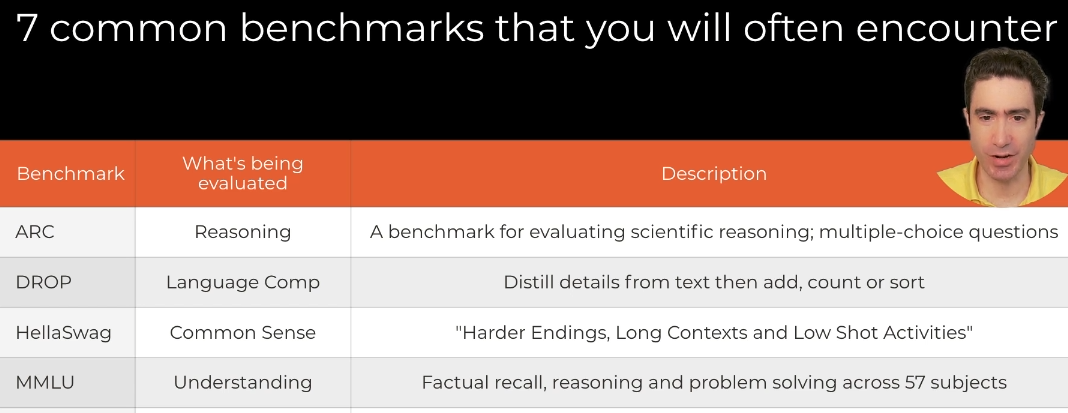 7 common benchmarks that you will often encounter
Benchmark What's being evaluated Description
ARC Reasoning A benchmark for evaluating scientific reasoning; multiple-choice questions
DROP Language Comp Distill details from text then add, count or sort
HellaSwag Common Sense "Harder Endings, Long Contexts and Low Shot Activities"
MMLU Understanding Factual recall, reasoning and problem solving across 57 subjects